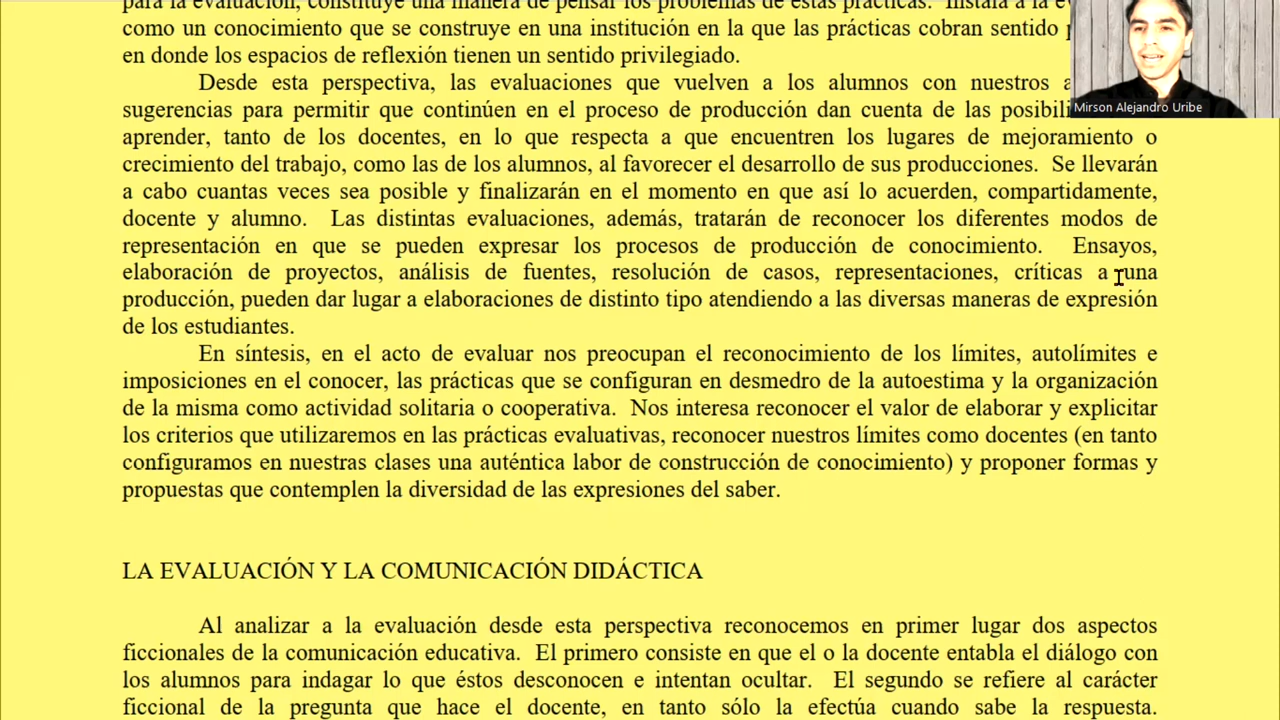 para la evaluación, constituye una manera de pensar los problemas de estas prácticas. Instala a la
como un conocimiento que se construye en una institución en la que las prácticas cobran sentido
en donde los espacios de reflexión tienen un sentido privilegiado.
Desde esta perspectiva, las evaluaciones que vuelven a los alumnos con nuestros
sugerencias para permitir que continúen en el proceso de producción dan cuenta de las
aprender, tanto de los docentes, en lo que respecta a que encuentren los lugares de mejoramiento o
crecimiento del trabajo, como las de los alumnos, al favorecer el desarrollo de sus producciones. Se llevarán
a cabo cuantas veces sea posible y finalizarán en el momento en que así lo acuerden, compartidamente,
docente y alumno. Las distintas evaluaciones, además, tratarán de reconocer los diferentes modos de
representación en que se pueden expresar los procesos de producción de conocimiento. Ensayos,
elaboración de proyectos, análisis de fuentes, resolución de casos, representaciones, críticas a una
producción, pueden dar lugar a elaboraciones de distinto tipo atendiendo a las diversas maneras de expresión
de los estudiantes.
En síntesis, en el acto de evaluar nos preocupan el reconocimiento de los límites, autolímites e
imposiciones en el conocer, las prácticas que se configuran en desmedro de la autoestima y la organización
de la misma como actividad solitaria o cooperativa. Nos interesa reconocer el valor de elaborar y explicitar
los criterios que utilizaremos en las prácticas evaluativas, reconocer nuestros límites como docentes (en tanto
configuramos en nuestras clases una auténtica labor de construcción de conocimiento) y proponer formas y
propuestas que contemplen la diversidad de las expresiones del saber.
LA EVALUACIÓN Y LA COMUNICACIÓN DIDÁCTICA
Al analizar a la evaluación desde esta perspectiva reconocemos en primer lugar dos aspectos
ficcionales de la comunicación educativa. El primero consiste en que el o la docente entabla el diálogo con
los alumnos para indagar lo que éstos desconocen e intentan ocultar. El segundo se refiere al carácter
ficcional de la pregunta que hace el docente, en tanto sólo la efectúa cuando sabe la respuesta.
Mirson Alejandro Uribe